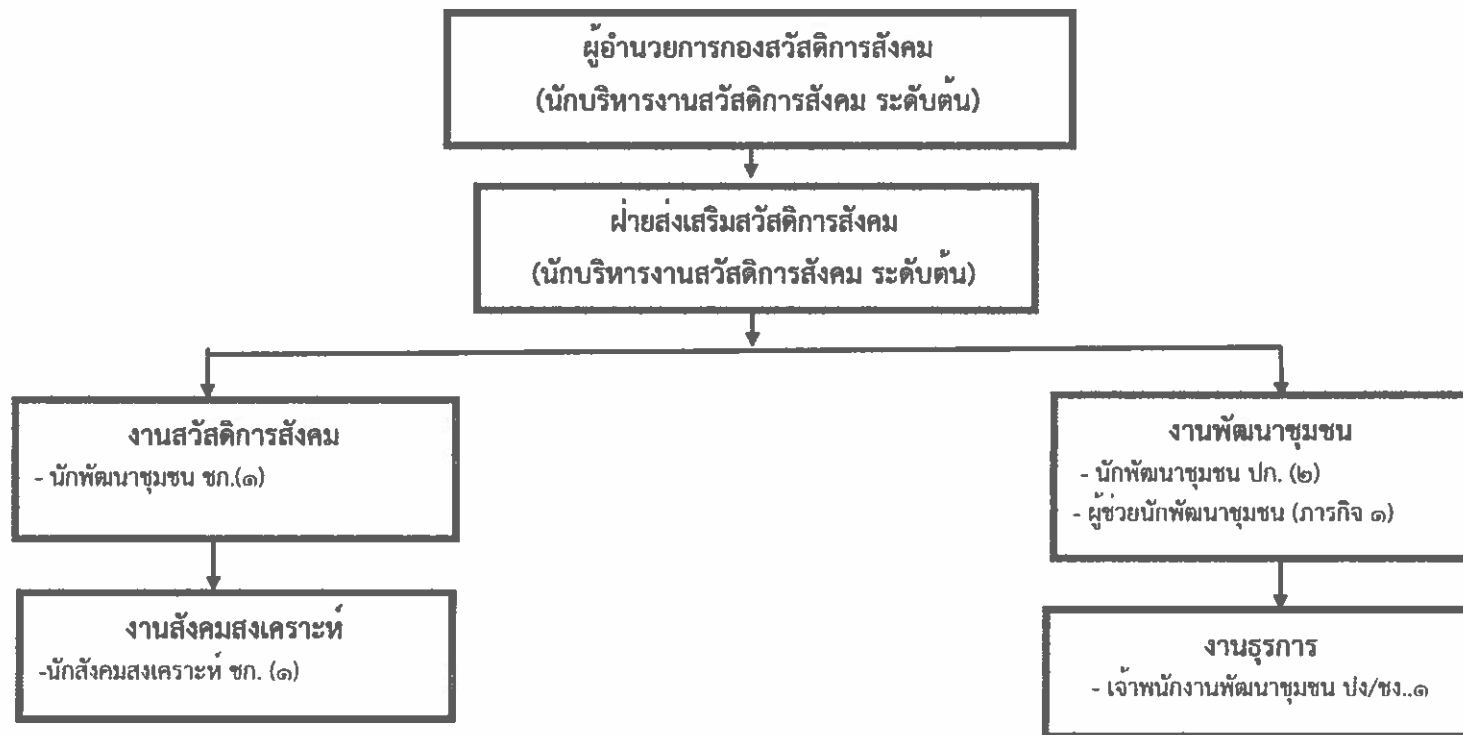 ผู้อำนวยการกองสวัสดิการสังคม
(นักบริหารงานสวัสดิการสังคม ระดับต้น)
ฝ่ายส่งเสริมสวัสดิการสังคม
(นักบริหารงานสวัสดิการสังคม ระดับต้น)
งานสวัสดิการสังคม
- นักพัฒนาชุมชน ชก.(๑)
งานพัฒนาชุมชน
- นักพัฒนาชุมชน ปก. (๒)
- ผู้ช่วยนักพัฒนาชุมชน (ภารกิจ ๑)
งานสังคมสงเคราะห์
-นักสังคมสงเคราะห์ ชก. (๑)
งานธุรการ
- เจ้าพนักงานพัฒนาชุมชน ปง/ชง..๑